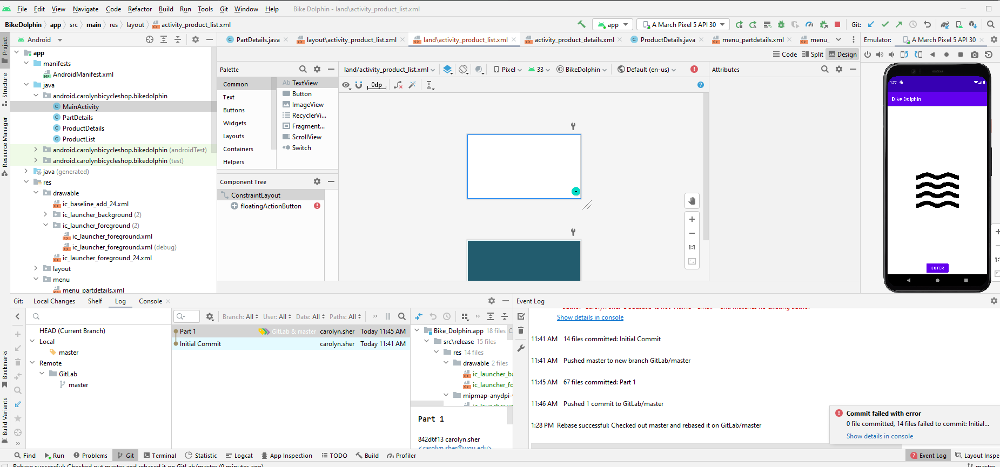 File Edit View Navigate Code Refactor Build Run Tools Git Window Help Bike Dolphin - land\activity_product_list.xml
BikeDolphin app src main res layout activity_product_list.xml app A March Pixel 5 API 30 Git:
Project Android PartDetails.java layout\activity_product_list.xml land\activity_product_list.xml activity_product_details.xml ProductDetails.java menu_partdetails.xml menu_ Emulator: A March Pixel 5 API 30
app Code Split Design
manifests
AndroidManifest.xml Palette land/activity_product_list.xml Pixel 33 BikeDolphin Default (en-us) Attributes
java Common Ab TextView 0dp
android.carolynbicycleshop.bikedolphin Text Button
MainActivity Buttons ImageView
PartDetails Widgets RecyclerVi...
ProductDetails Layouts Fragment...
ProductList Containers ScrollView
android.carolynbicycleshop.bikedolphin (androidTest) Helpers Switch
android.carolynbicycleshop.bikedolphin (test)
java (generated)
res Component Tree
drawable ConstraintLayout
ic_baseline_add_24.xml floatingActionButton
ic_launcher_background (2)
ic_launcher_foreground (2)
ic_launcher_foreground.xml
ic_launcher_foreground.xml (debug) 1:1
ic_launcher_foreground_24.xml
layout
menu
menu_partdetails.xml
1:37
Bike Dolphin
ENTER
Structure
Resource Manager
Bookmarks
Build Variants
Git: Local Changes Shelf Log Console Event Log
Branch: All User: All Date: All Paths: All
HEAD (Current Branch)
Local
master
Remote
GitLab
master
Part 1 GitLab & master carolyn.sher Today 11:45 AM
Initial Commit carolyn.sher Today 11:41 AM
Bike_Dolphin.app 18 files
src\release 15 files
res 14 files
drawable 2 files
ic_launcher_ba
ic_launcher_fo
mipmap-anydpi-
Part 1
842d6f13 carolyn.sher
<carolyn.sher@wgu.edu>
Show details in console
11:41 AM 14 files committed: Initial Commit
11:41 AM Pushed master to new branch GitLab/master
11:45 AM 67 files committed: Part 1
11:46 AM Pushed 1 commit to GitLab/master
1:28 PM Rebase successful: Checked out master and rebased it on GitLab/master
Commit failed with error
0 file committed, 14 files failed to commit: Initial...
Show details in console
Find Run Problems Git Terminal Statistic Logcat App Inspection TODO Build Profiler 7 Event Log Layout Inspe
Rebase successful: Checked out master and rebased it on GitLab/master (9 minutes ago) master